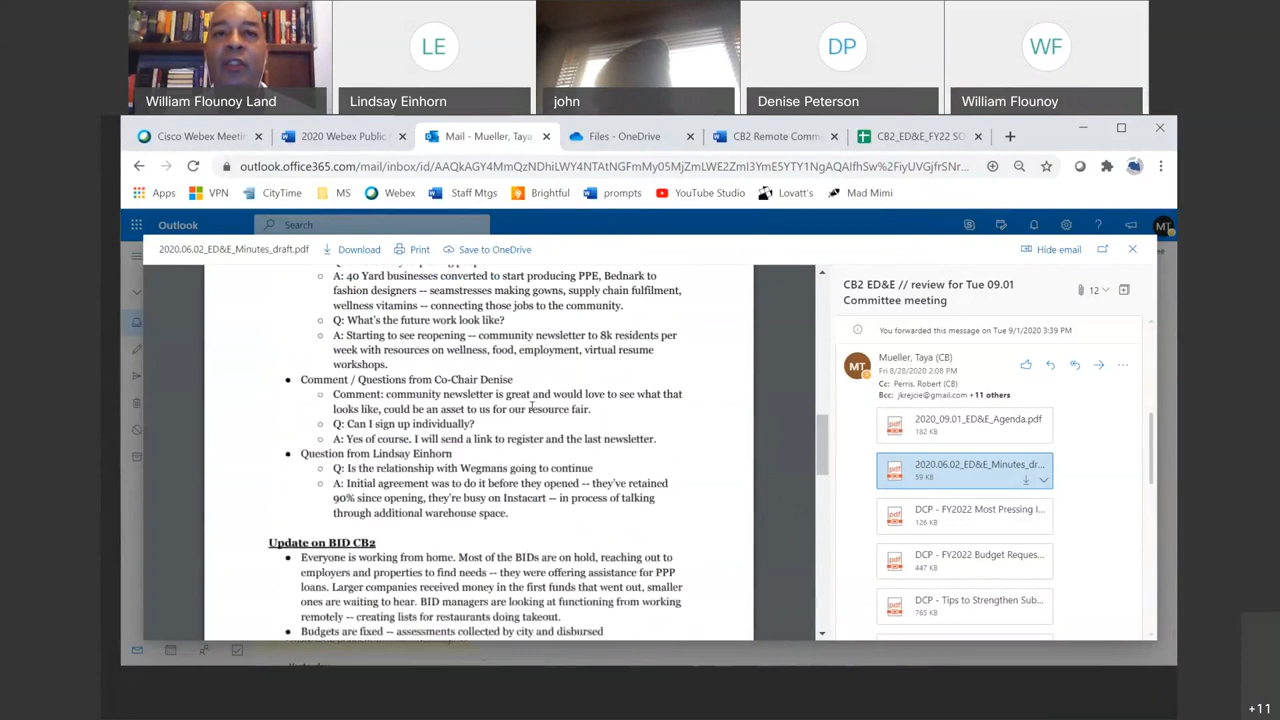 LE
DP
WF
William Flounoy Land
Lindsay Einhorn
john
Denise Peterson
William Flounoy
Cisco Webex Meeti
2020 Webex Public
Mail - Mueller, Taya
Files - OneDrive
CB2 Remote Comm
CB2_ED&E_FY22 SO
outlook.office365.com/mail/inbox/id/
Apps
VPN
CityTime
MS
Webex
Staff Mtgs
Brightful
prompts
YouTube Studio
Lovatt's
Mad Mimi
Outlook
Search
MT
2020.06.02_ED&E_Minutes_draft.pdf
Download
Print
Save to OneDrive
Hide email
A: 40 Yard businesses converted to start producing PPE, Bednark to
fashion designers -- seamstresses making gowns, supply chain fulfilment,
wellness vitamins -- connecting those jobs to the community.
Q: What's the future work look like?
A: Starting to see reopening -- community newsletter to 8k residents per
week with resources on wellness, food, employment, virtual resume
workshops.
Comment / Questions from Co-Chair Denise
Comment: community newsletter is great and would love to see what that
looks like, could be an asset to us for our resource fair.
Q: Can I sign up individually?
A: Yes of course. I will send a link to register and the last newsletter.
Question from Lindsay Einhorn
Q: Is the relationship with Wegmans going to continue
A: Initial agreement was to do it before they opened -- they've retained
90% since opening, they're busy on Instacart -- in process of talking
through additional warehouse space.
Update on BID CB2
Everyone is working from home. Most of the BIDs are on hold, reaching out to
employers and properties to find needs -- they were offering assistance for PPP
loans. Larger companies received money in the first funds that went out, smaller
ones are waiting to hear. BID managers are looking at functioning from working
remotely -- creating lists for restaurants doing takeout.
Budgets are fixed -- assessments collected by city and disbursed
CB2 ED&E // review for Tue 09.01
Committee meeting
12
You forwarded this message on Tue 9/1/2020 3:39 PM
MT
Mueller, Taya (CB)
Fri 8/28/2020 2:08 PM
Cc: Perris, Robert (CB)
Bcc: jkrejcie@gmail.com +11 others
2020_09.01_ED&E_Agenda.pdf
182 KB
2020.06.02_ED&E_Minutes_dr...
59 KB
DCP - FY2022 Most Pressing I...
126 KB
DCP - FY2022 Budget Reques...
447 KB
DCP - Tips to Strengthen Sub...
765 KB
+11